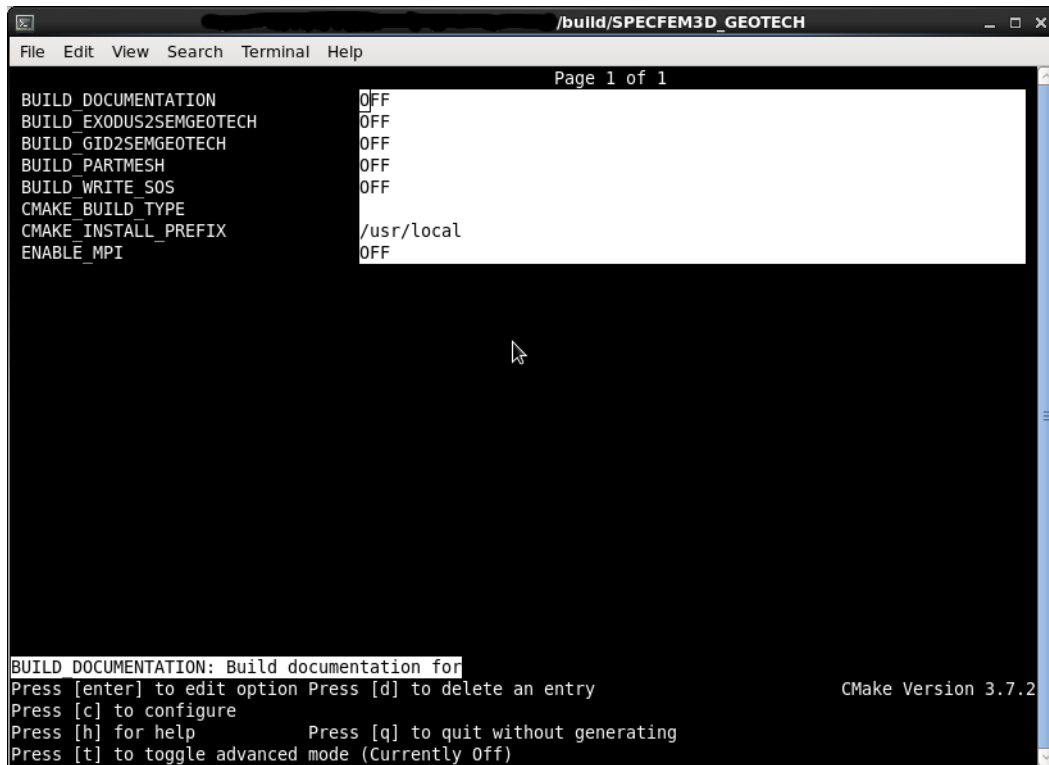 /build/SPECFEM3D_GEOTECH
File Edit View Search Terminal Help
Page 1 of 1
BUILD_DOCUMENTATION OFF
BUILD_EXODUS2SEMGEOTECH OFF
BUILD_GID2SEMGEOTECH OFF
BUILD_PARTMESH OFF
BUILD_WRITE_SOS OFF
CMAKE_BUILD_TYPE
CMAKE_INSTALL_PREFIX /usr/local
ENABLE_MPI OFF
BUILD_DOCUMENTATION: Build documentation for
Press [enter] to edit option Press [d] to delete an entry CMake Version 3.7.2
Press [c] to configure
Press [h] for help Press [q] to quit without generating
Press [t] to toggle advanced mode (Currently Off)